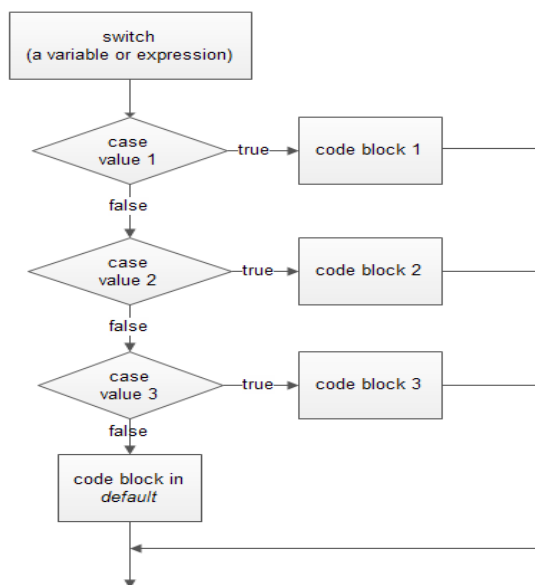 switch
(a variable or expression)
case
value 1
true
code block 1
false
case
value 2
true
code block 2
false
case
value 3
true
code block 3
false
code block in
default